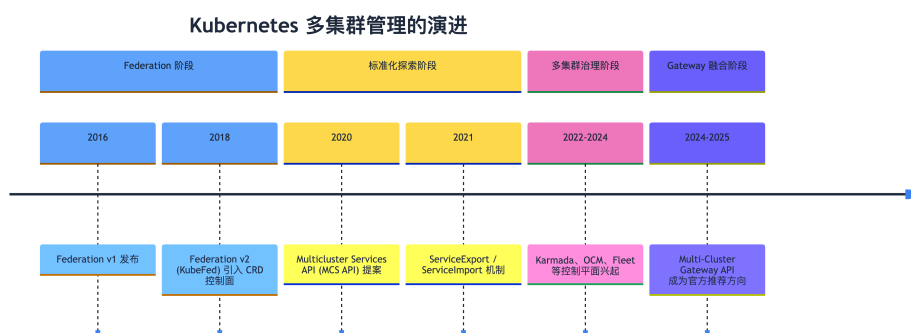 Kubernetes 多集群管理的演进
Federation 阶段
标准化探索阶段
多集群治理阶段
Gateway 融合阶段
2016
2018
2020
2021
2022-2024
2024-2025
Federation v1 发布
Federation v2
(KubeFed) 引入 CRD
控制面
Multicluster Services
API (MCS API) 提案
ServiceExport /
ServiceImport 机制
Karmada、OCM、Fleet
等控制平面兴起
Multi-Cluster
Gateway API
成为官方推荐方向